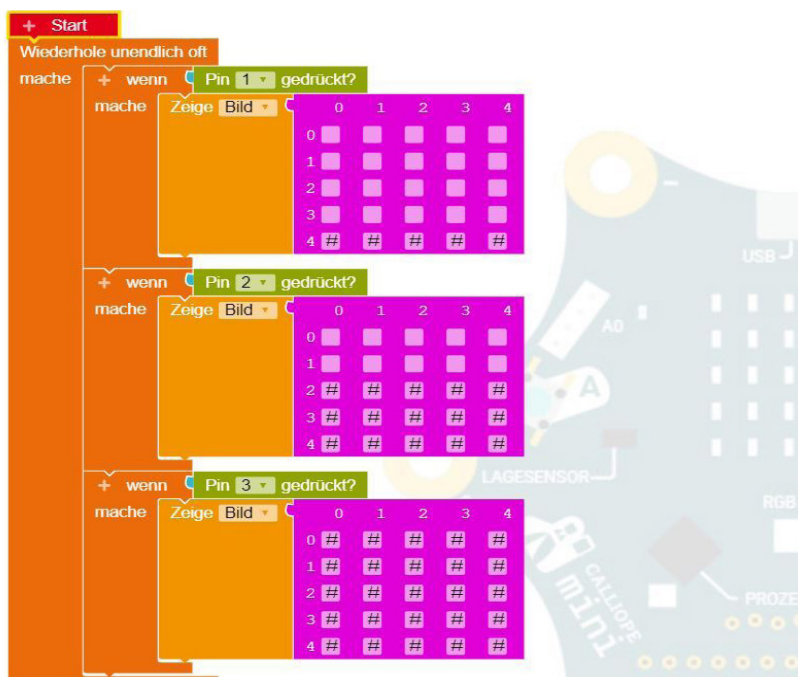 + Start
Wiederhole unendlich oft
mache + wenn Pin 1 gedrückt?
mache Zeige Bild 0 1 2 3 4
0
1
2
3
4 # # # # #
+ wenn Pin 2 gedrückt?
mache Zeige Bild 0 1 2 3 4
0
1
2 # # # # #
3 # # # # #
4 # # # # #
+ wenn Pin 3 gedrückt?
mache Zeige Bild 0 1 2 3 4
0 # # # # #
1 # # # # #
2 # # # # #
3 # # # # #
4 # # # # #
-
USB
A0
A
LAGESENSOR
RGB
CALLIOPE
mini
PROZE